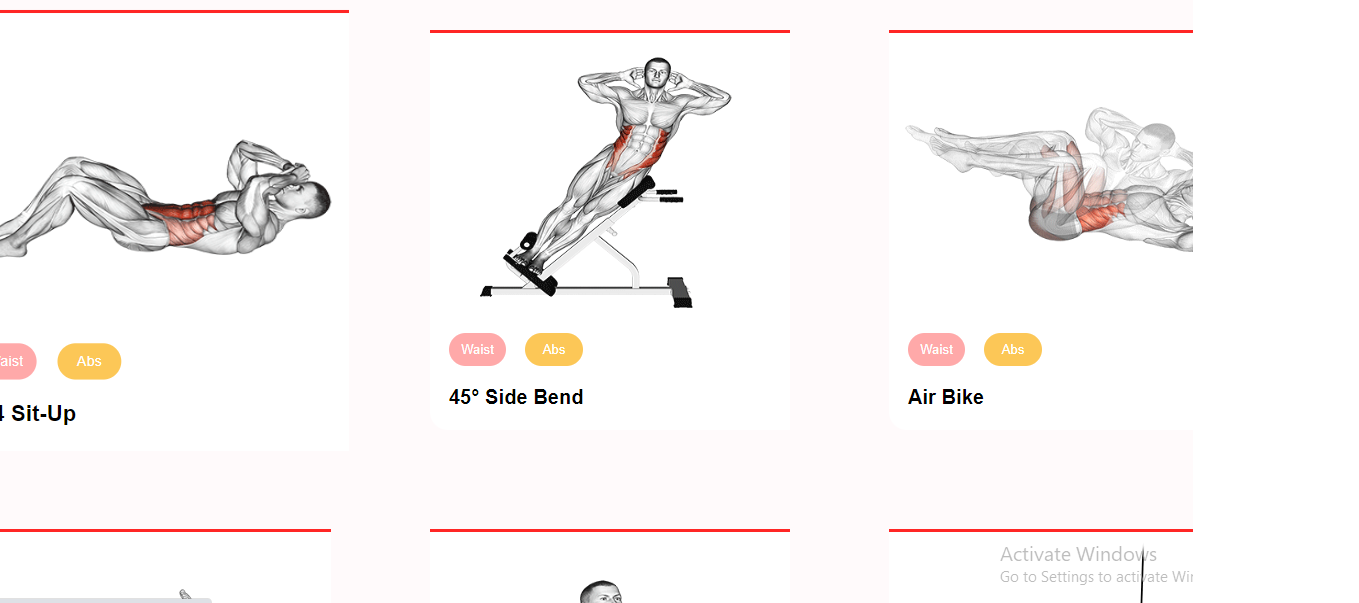 aist Abs
4 Sit-Up
Waist Abs
45° Side Bend
Waist Abs
Air Bike
Activate Windows
Go to Settings to activate Win